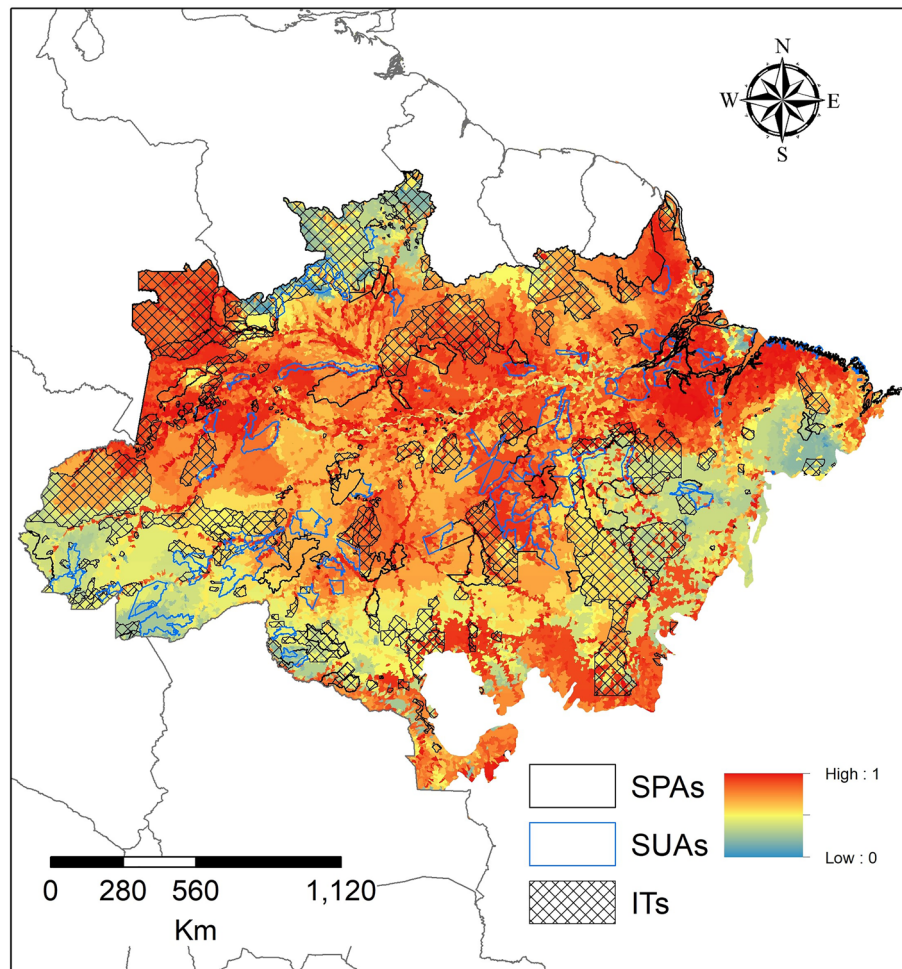 N
W E
S
SPAs
SUAs
ITs
High : 1
Low : 0
0 280 560 1,120
Km